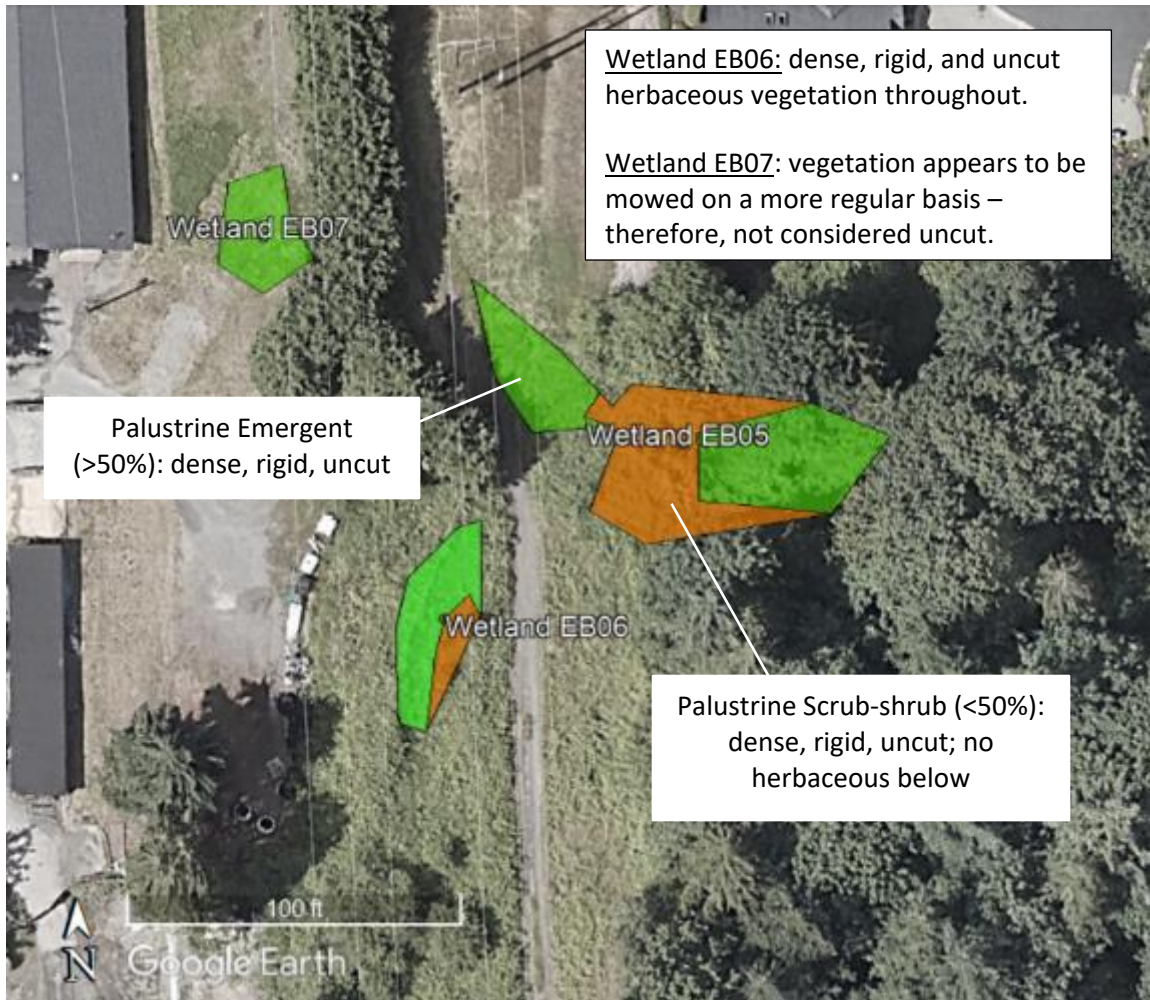 Wetland EB06: dense, rigid, and uncut
herbaceous vegetation throughout.
Wetland EB07: vegetation appears to be
mowed on a more regular basis –
therefore, not considered uncut.
Wetland EB07
Palustrine Emergent
(>50%): dense, rigid, uncut
Wetland EB05
Wetland EB06
Palustrine Scrub-shrub (<50%):
dense, rigid, uncut; no
herbaceous below
100 ft
N
Google Earth